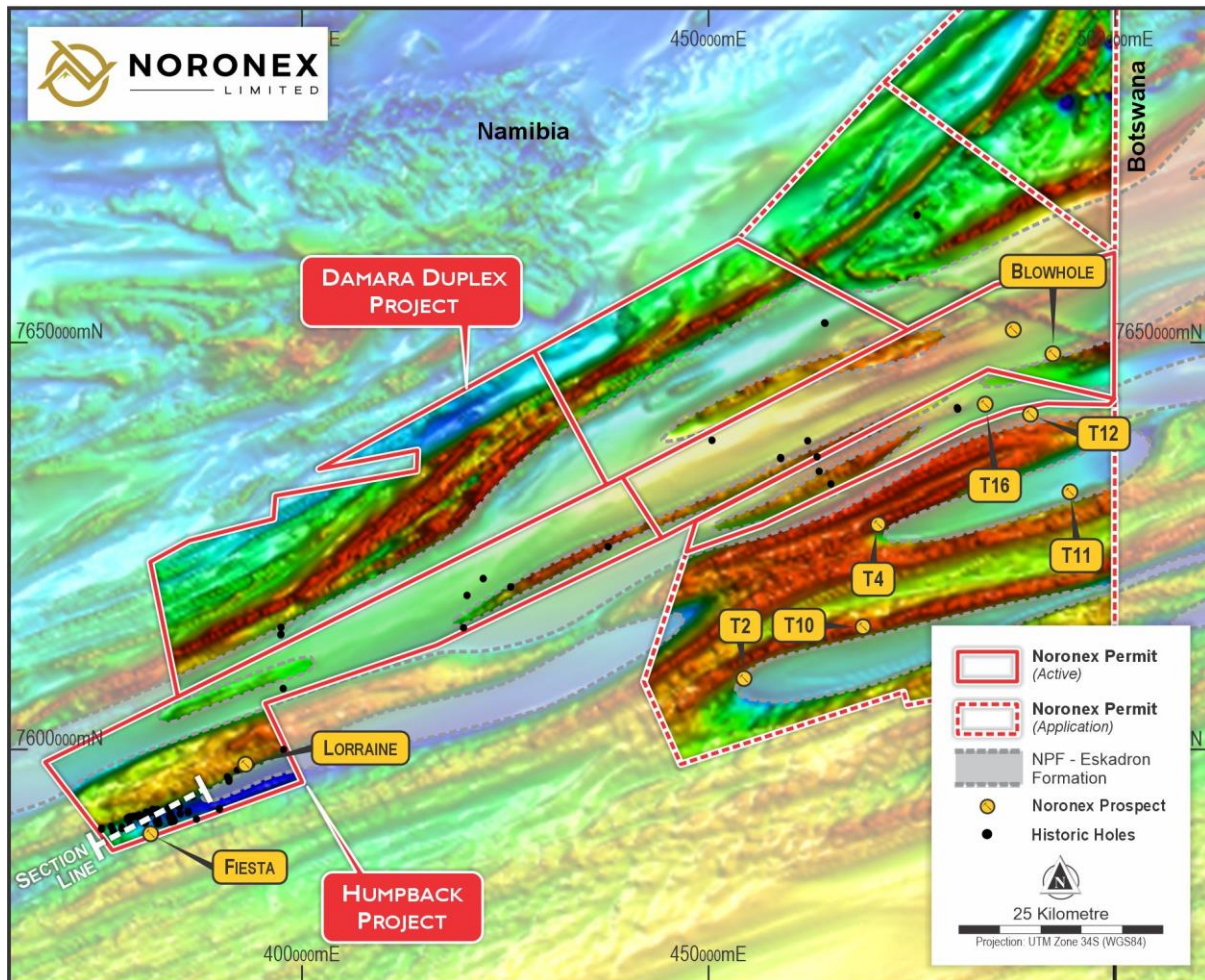 NORONEX
LIMITED
450000mE
Namibia
Botswana
DAMARA DUPLEX
PROJECT
BLOWHOLE
7650000mN
7650000mN
T12
T16
T4
T11
T2
T10
7600000mN
LORRAINE
SECTION
LINE
FIESTA
HUMPBACK
PROJECT
400000mE
450000mE
Noronex Permit
(Active)
Noronex Permit
(Application)
NPF - Eskadron
Formation
Noronex Prospect
Historic Holes
N
25 Kilometre
Projection: UTM Zone 34S (WGS84)